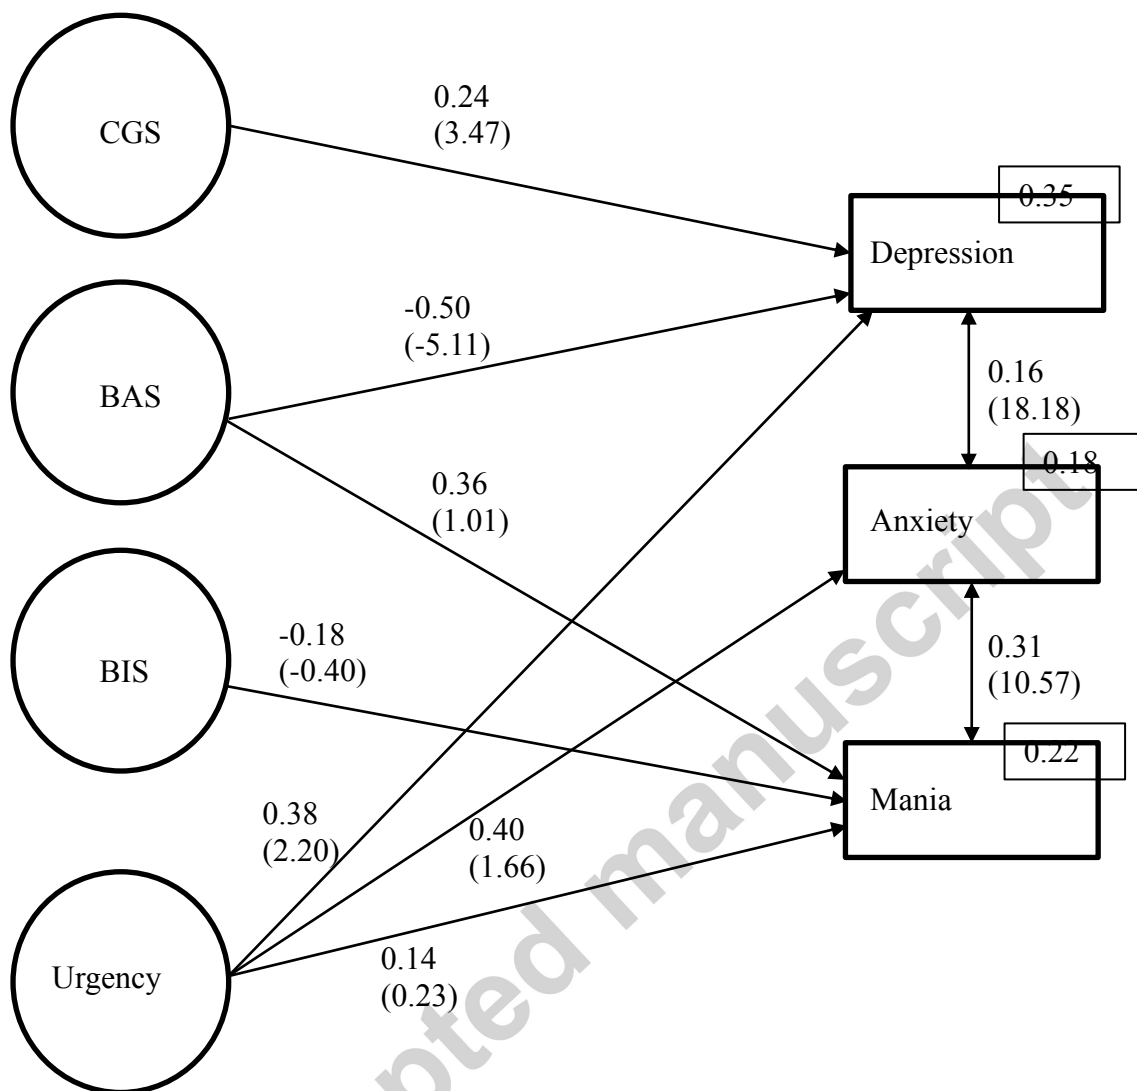 CGS
0.24
(3.47)
0.35
Depression
BAS
-0.50
(-5.11)
0.16
(18.18)
0.18
0.36
(1.01)
Anxiety
BIS
-0.18
(-0.40)
0.31
(10.57)
0.22
Mania
0.38
(2.20)
0.40
(1.66)
Urgency
0.14
(0.23)
pted manuscript